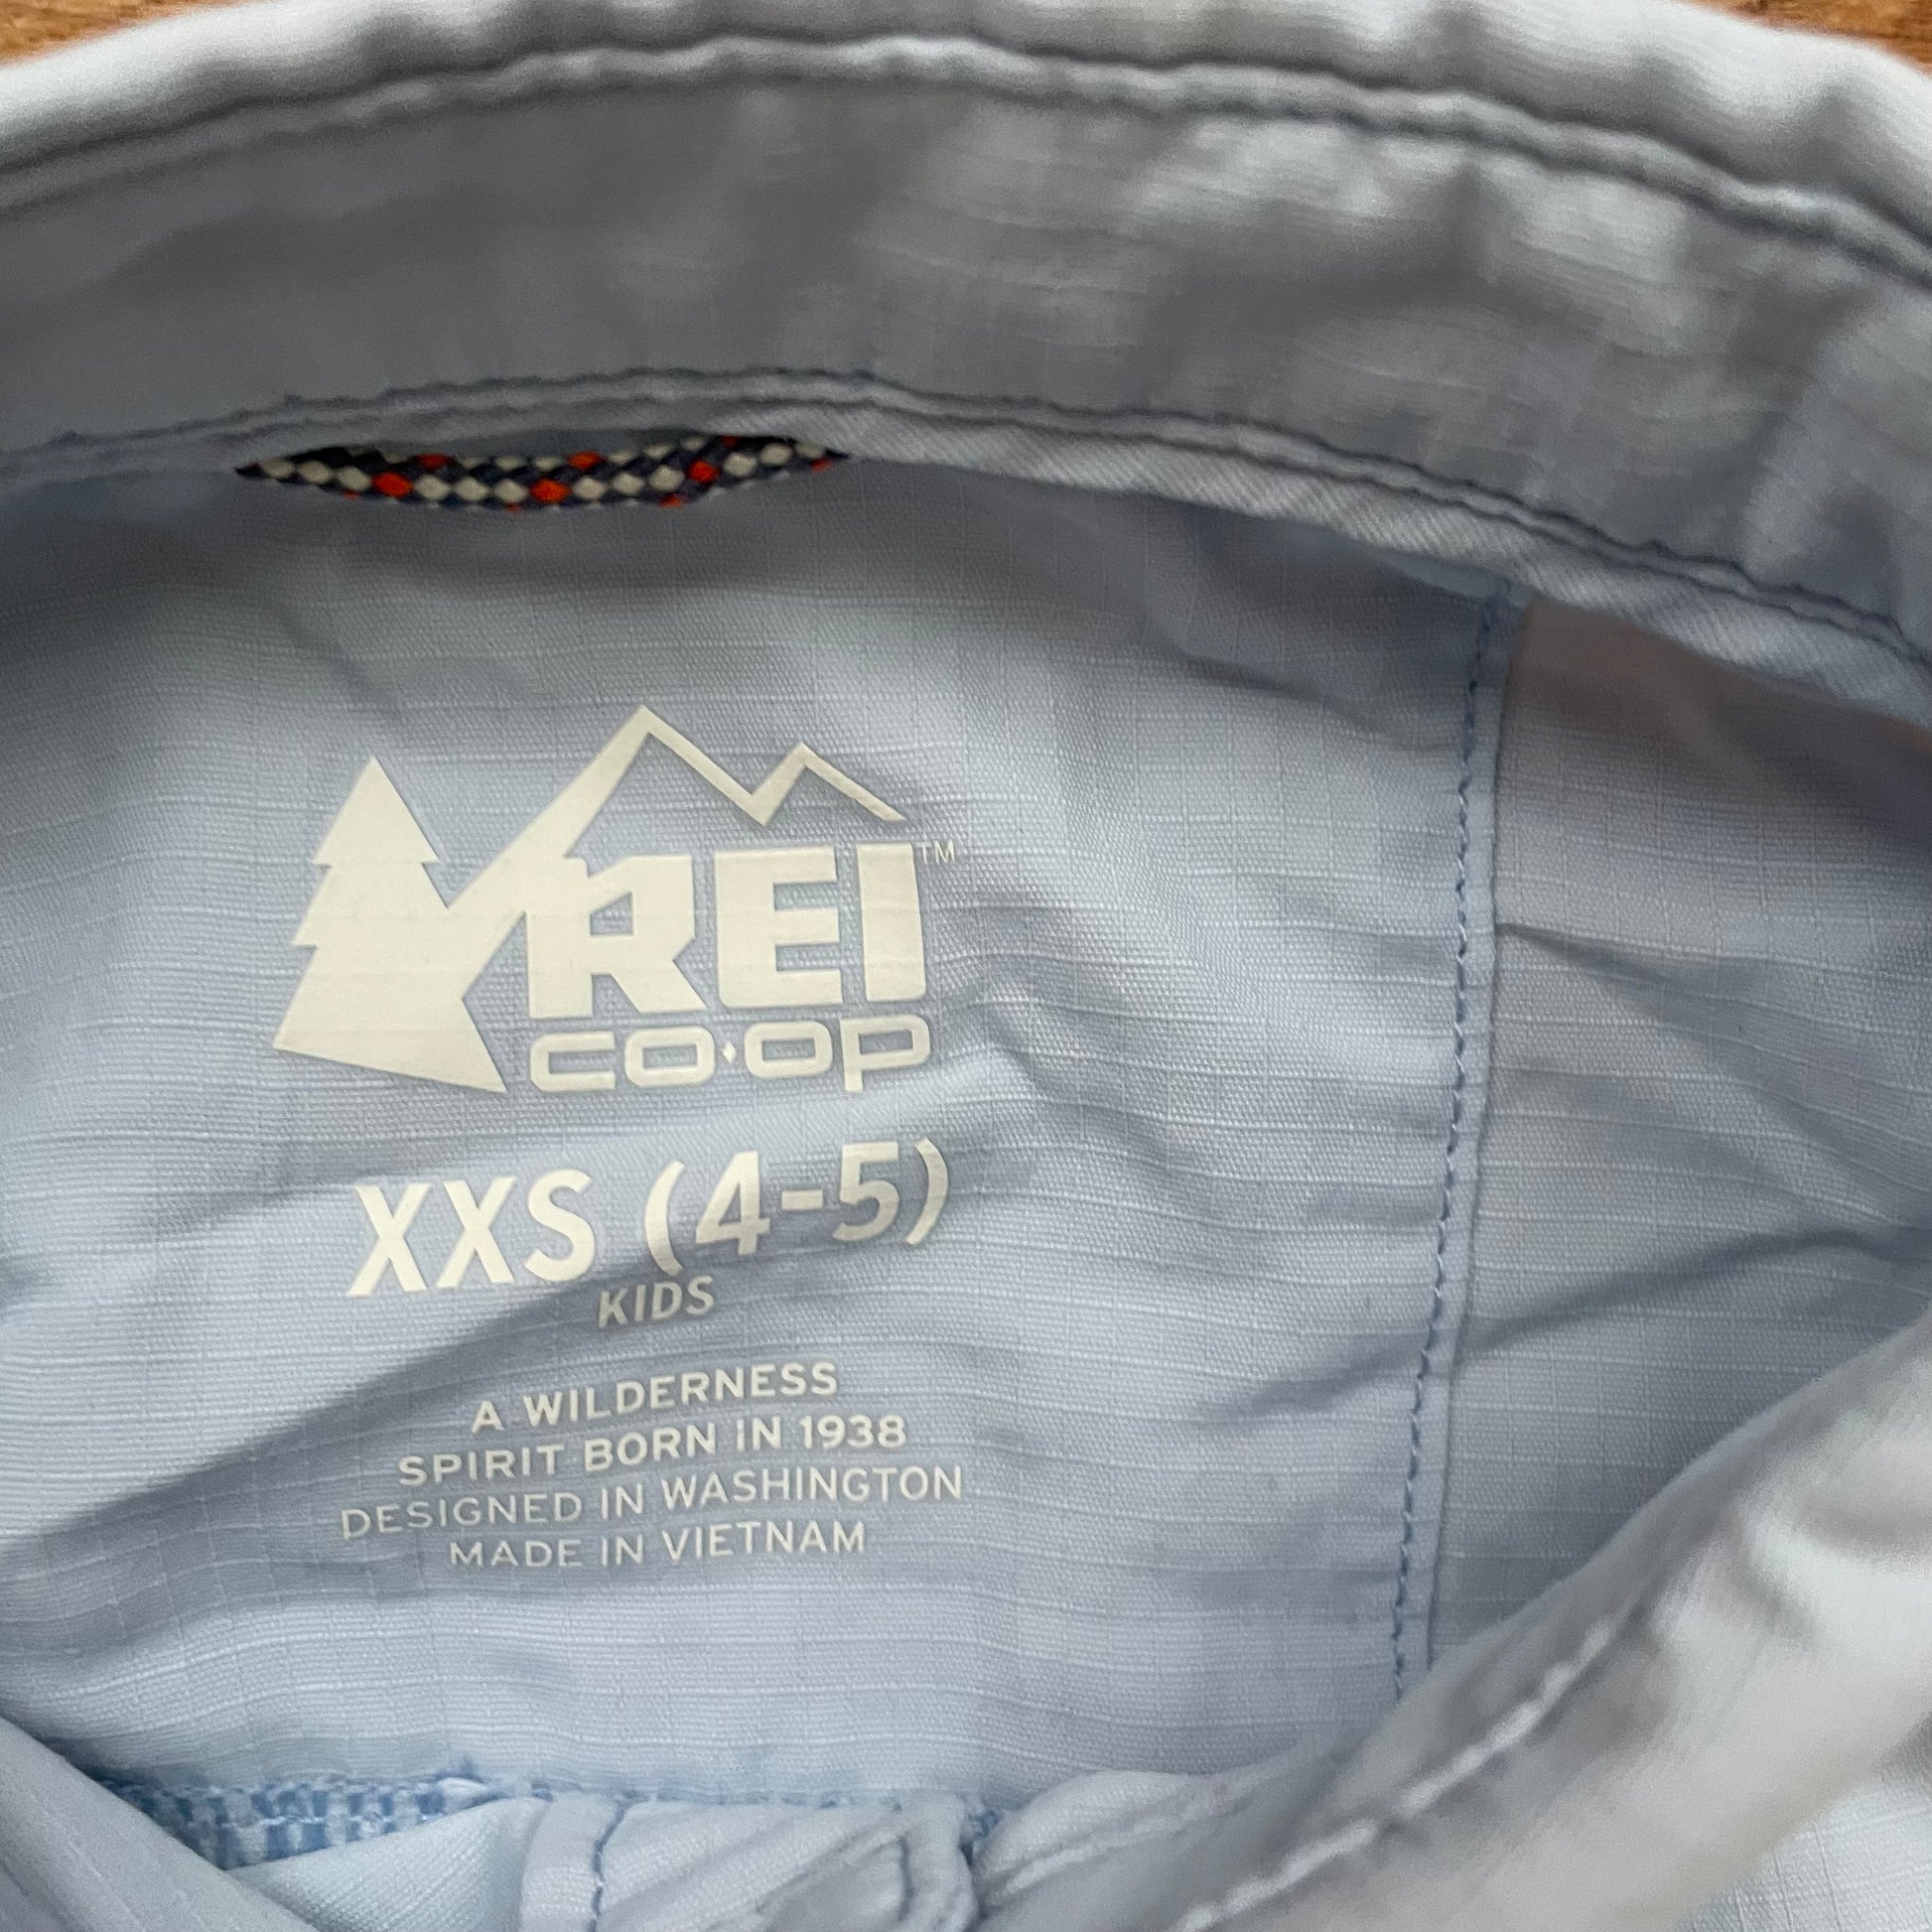 REI™
CO·OP
XXS (4-5)
KIDS
A WILDERNESS
SPIRIT BORN IN 1938
DESIGNED IN WASHINGTON
MADE IN VIETNAM